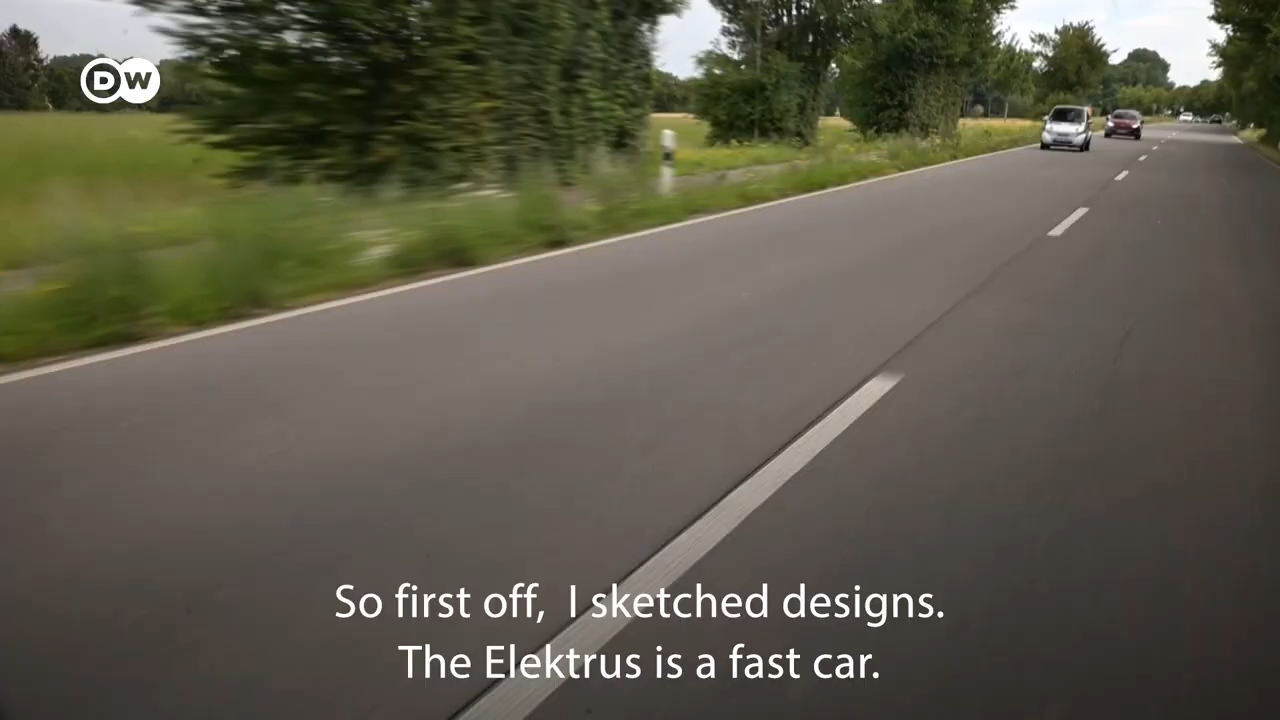 DW
So first off, I sketched designs.
The Elektrus is a fast car.